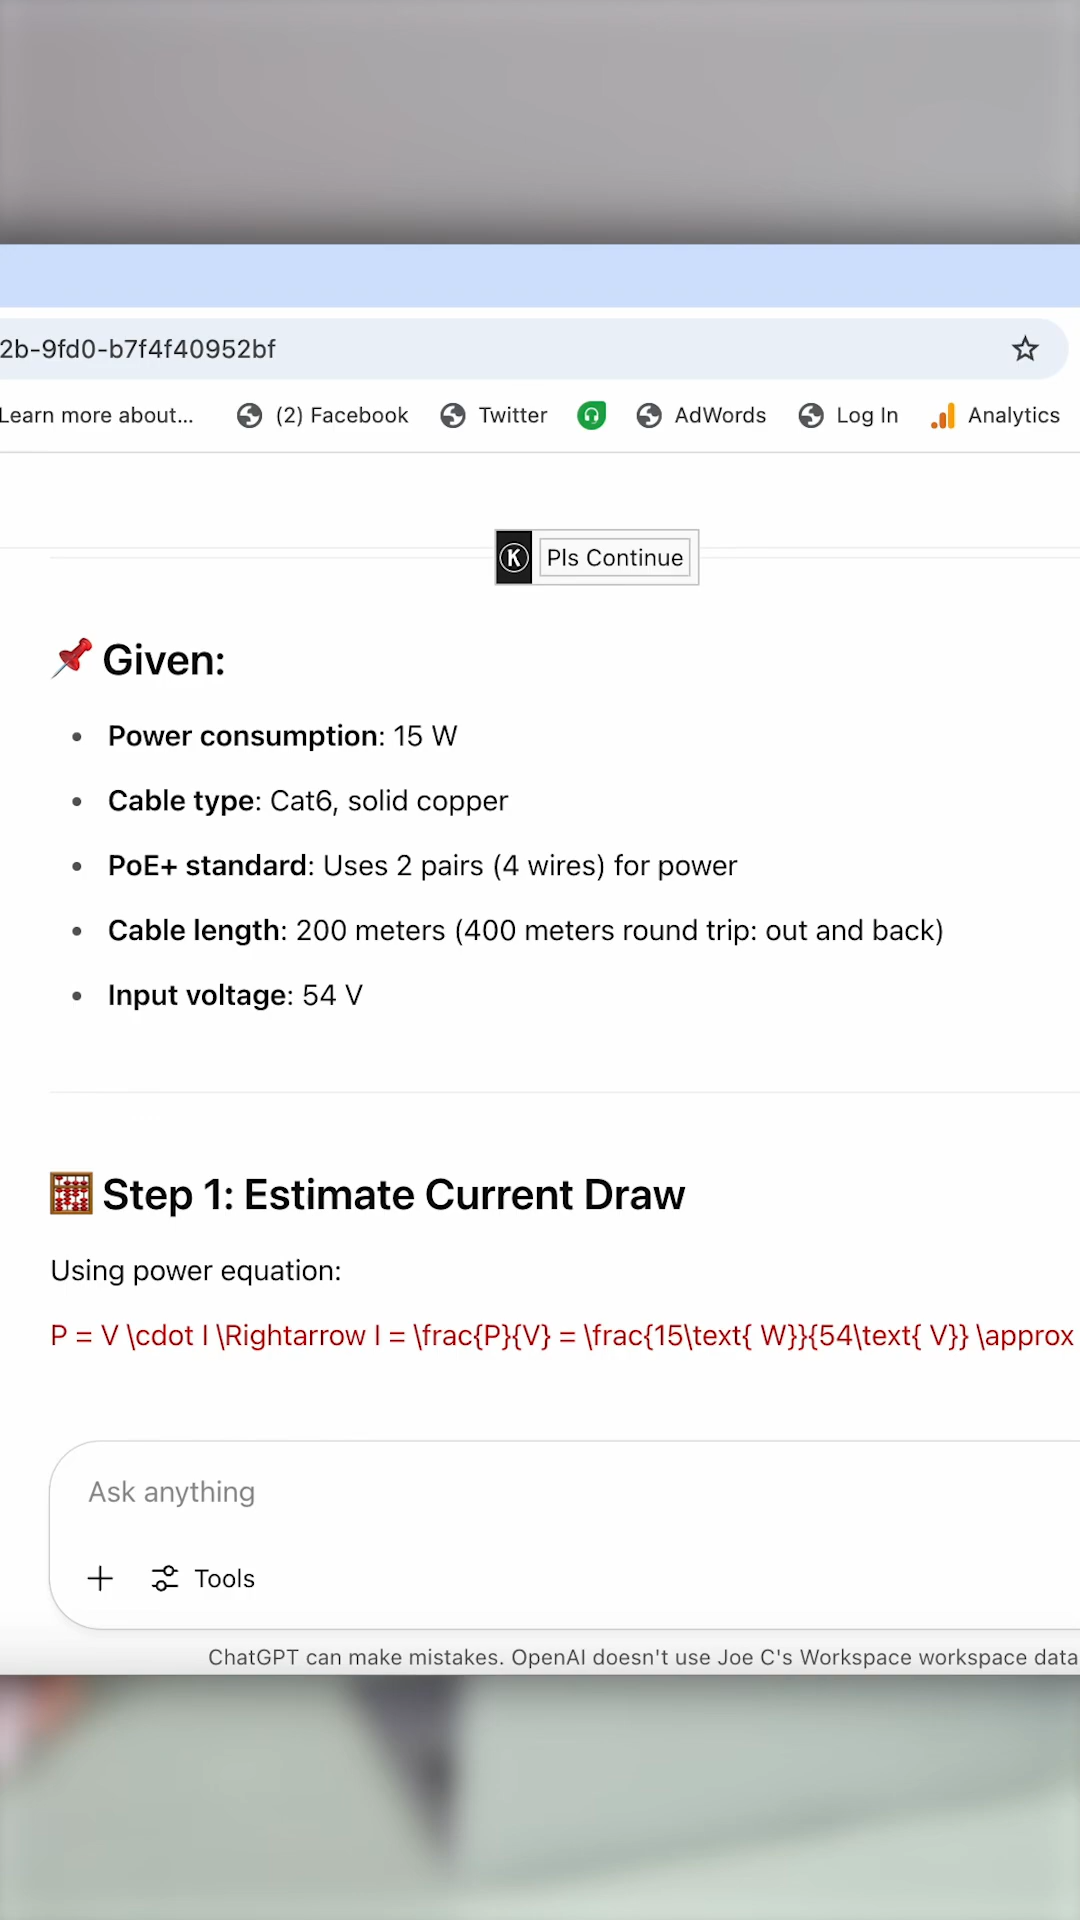 2b-9fd0-b7f4f40952bf
Learn more about...
(2) Facebook
Twitter
AdWords
Log In
Analytics
K
Pls Continue
📌 Given:
• Power consumption: 15 W
• Cable type: Cat6, solid copper
• PoE+ standard: Uses 2 pairs (4 wires) for power
• Cable length: 200 meters (400 meters round trip: out and back)
• Input voltage: 54 V
🧮 Step 1: Estimate Current Draw
Using power equation:
P = V \cdot I \Rightarrow I = \frac{P}{V} = \frac{15\text{ W}}{54\text{ V}} \approx
Ask anything
Tools
ChatGPT can make mistakes. OpenAI doesn't use Joe C's Workspace workspace data